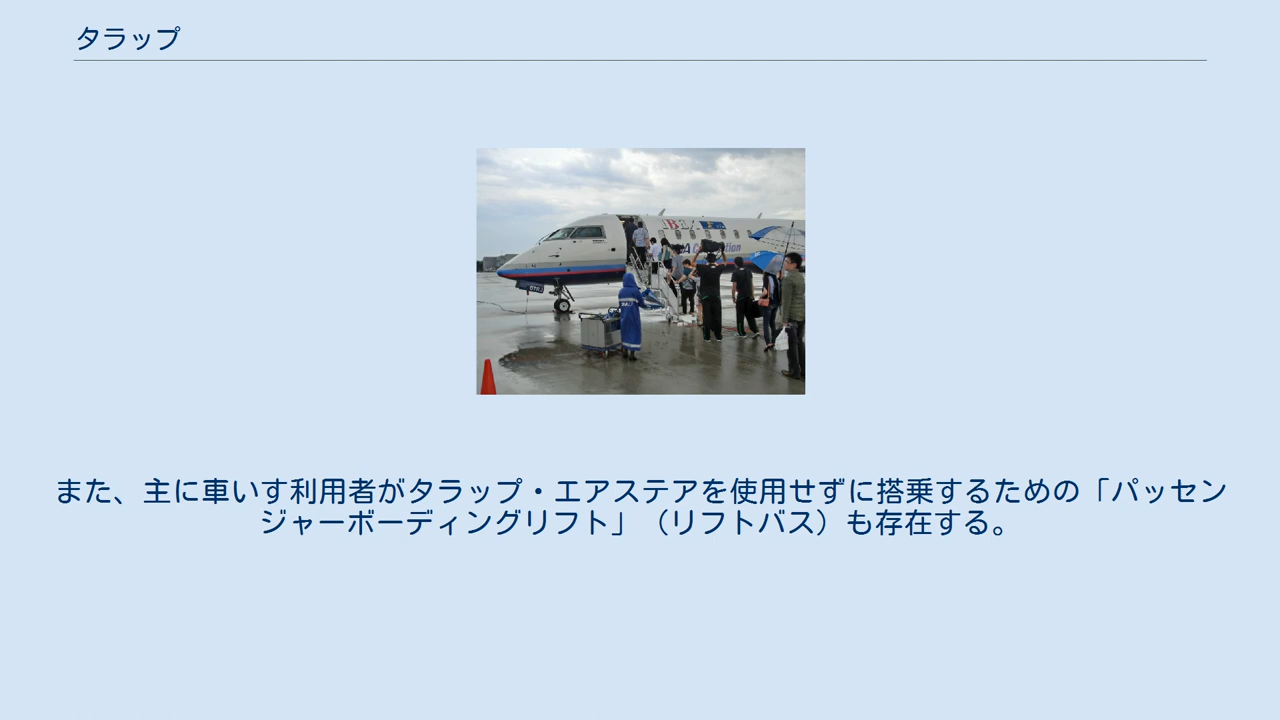 タラップ
また、主に車いす利用者がタラップ・エアステアを使用せずに搭乗するための「パッセン
ジャーボーディングリフト」（リフトバス）も存在する。